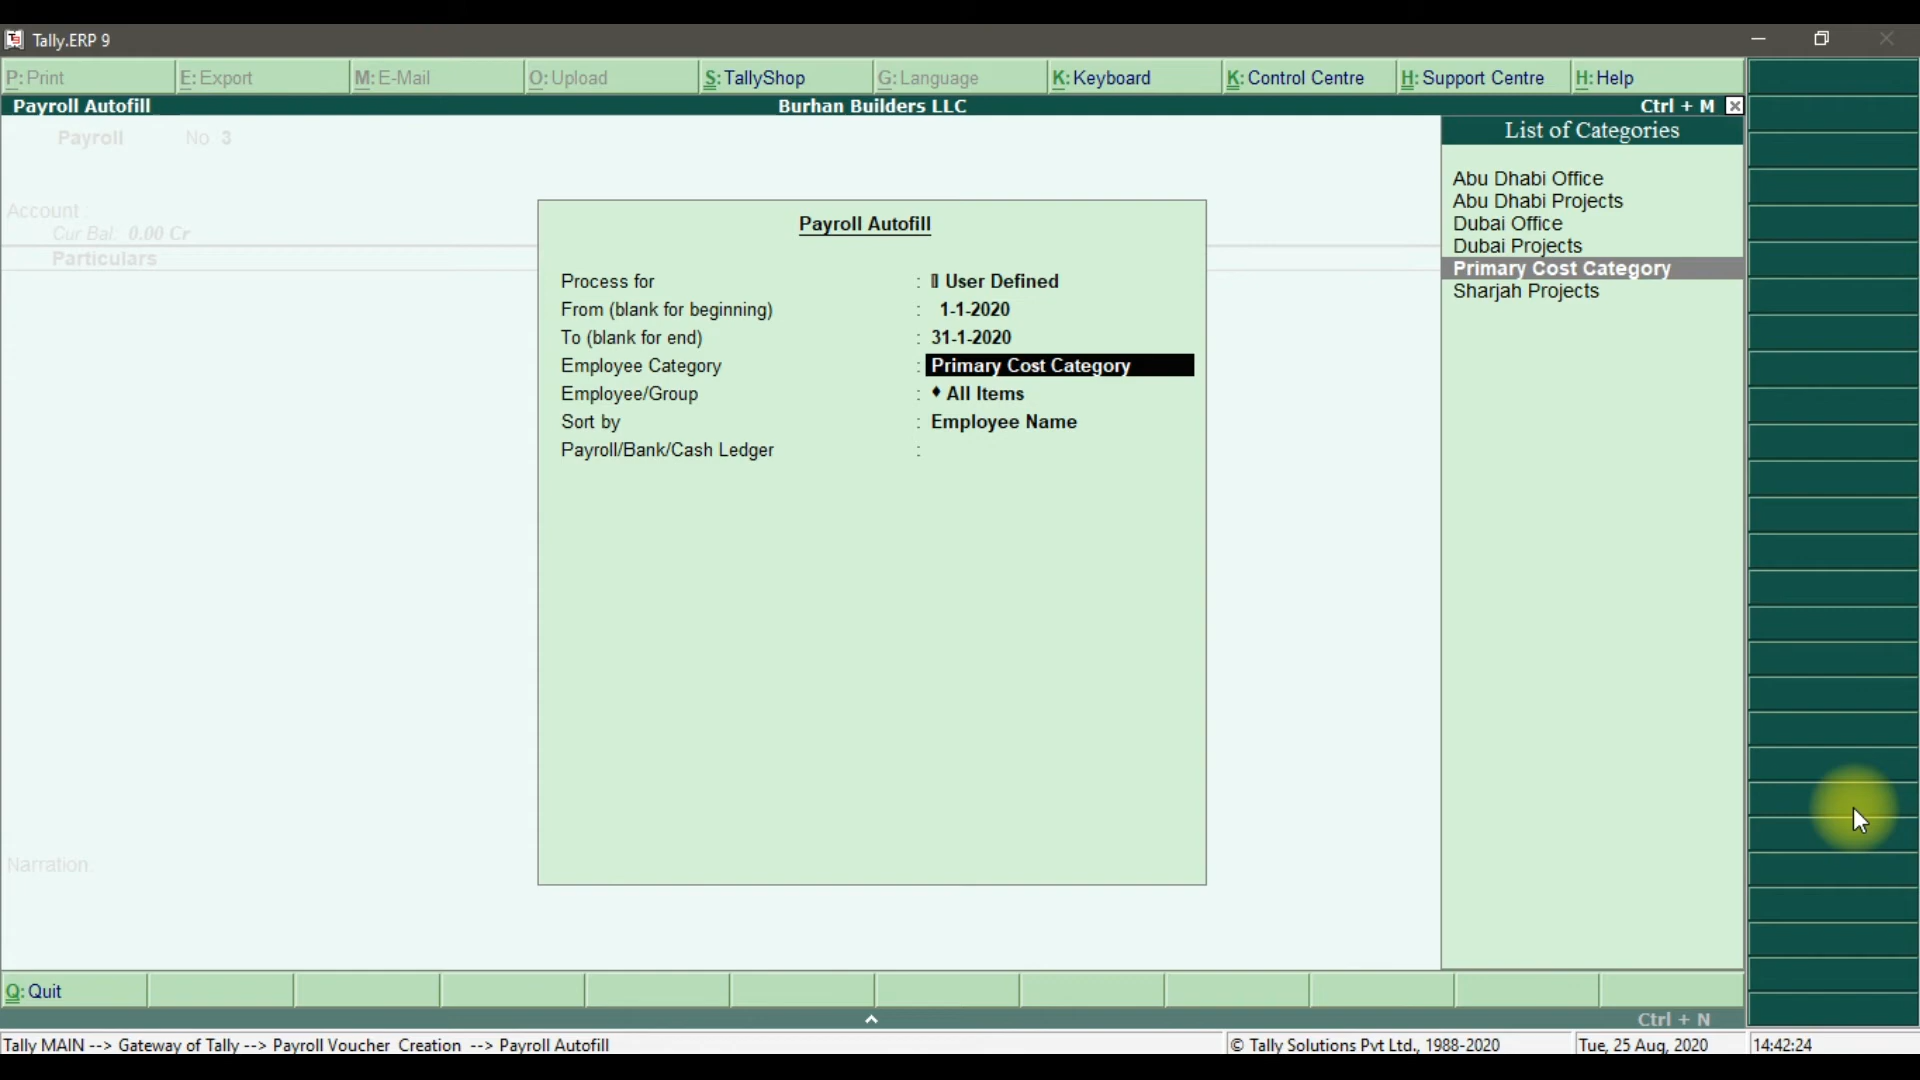 Tally.ERP 9
P: Print E: Export M: E-Mail O: Upload S: TallyShop G: Language K: Keyboard K: Control Centre H: Support Centre H: Help
Payroll Autofill Burhan Builders LLC Ctrl + M
Payroll No 3
List of Categories
Abu Dhabi Office
Abu Dhabi Projects
Dubai Office
Dubai Projects
Primary Cost Category
Sharjah Projects
Account :
Cur Bal. 0.00 Cr
Particulars
Payroll Autofill
Process for : User Defined
From (blank for beginning) : 1-1-2020
To (blank for end) : 31-1-2020
Employee Category : Primary Cost Category
Employee/Group : ♦ All Items
Sort by : Employee Name
Payroll/Bank/Cash Ledger :
Narration:
Q: Quit
Ctrl + N
Tally MAIN --> Gateway of Tally --> Payroll Voucher Creation --> Payroll Autofill © Tally Solutions Pvt Ltd., 1988-2020 Tue, 25 Aug, 2020 14:42:24